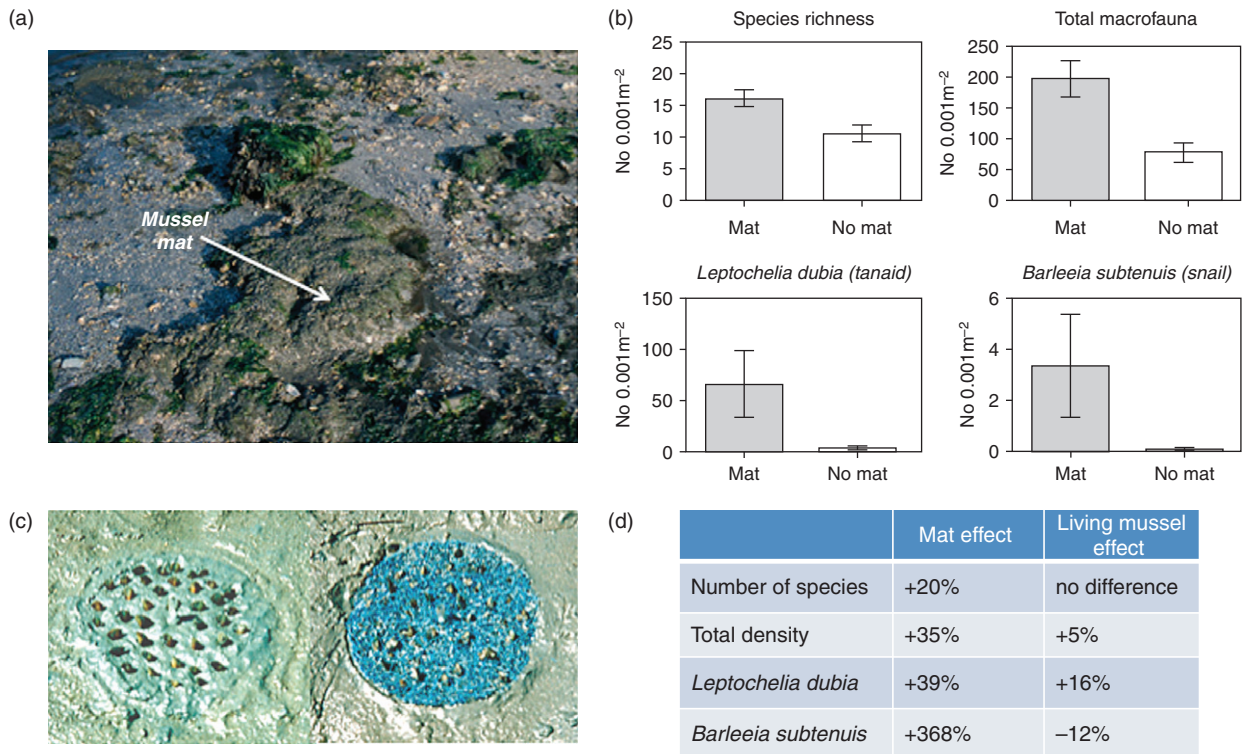 (a)
Mussel
mat
(b)
Species richness
No 0.001m⁻²
25
20
15
10
5
0
Mat
No mat
Total macrofauna
No 0.001m⁻²
250
200
150
100
50
0
Mat
No mat
Leptochelia dubia (tanaid)
No 0.001m⁻²
150
100
50
0
Mat
No mat
Barleeia subtenuis (snail)
No 0.001m⁻²
6
4
2
0
Mat
No mat
(c)
(d)
Mat effect
Living mussel
effect
Number of species
+20%
no difference
Total density
+35%
+5%
Leptochelia dubia
+39%
+16%
Barleeia subtenuis
+368%
–12%